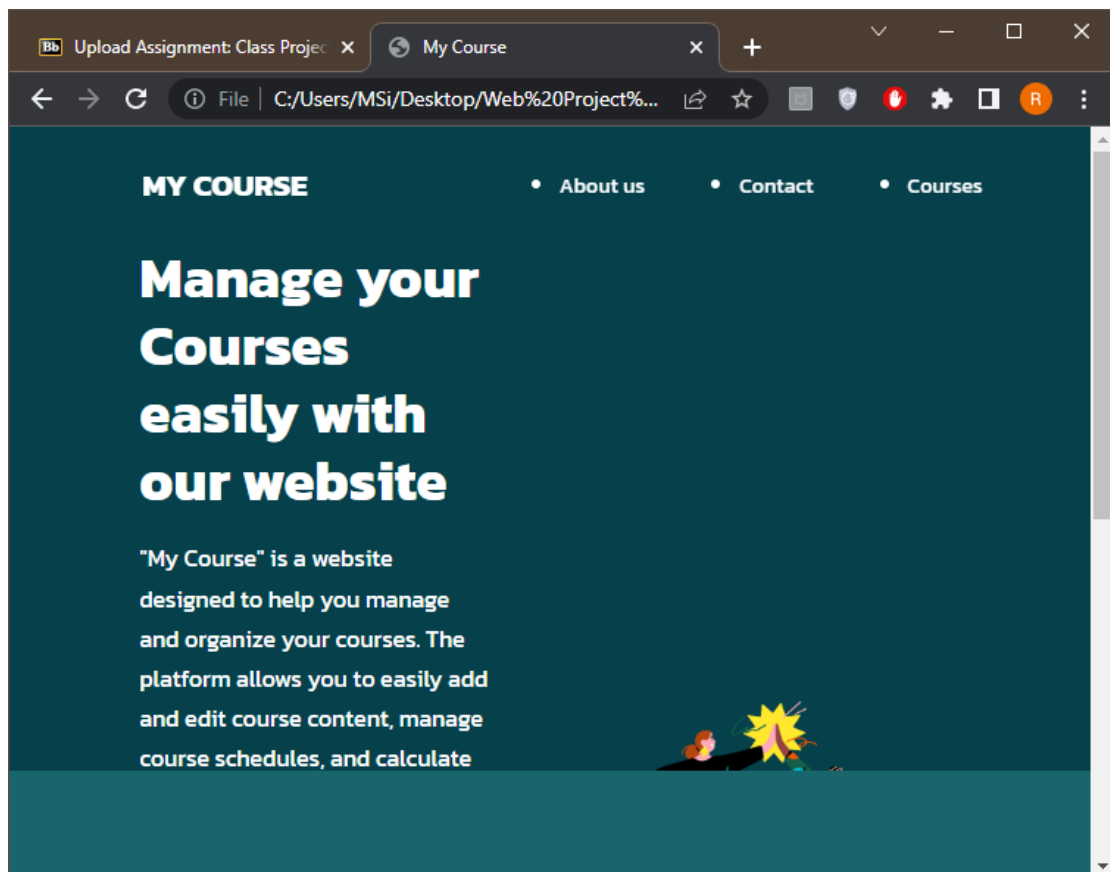 Bb Upload Assignment: Class Projec
My Course
File C:/Users/MSi/Desktop/Web%20Project%...
R
MY COURSE
• About us • Contact • Courses
Manage your
Courses
easily with
our website
"My Course" is a website
designed to help you manage
and organize your courses. The
platform allows you to easily add
and edit course content, manage
course schedules, and calculate